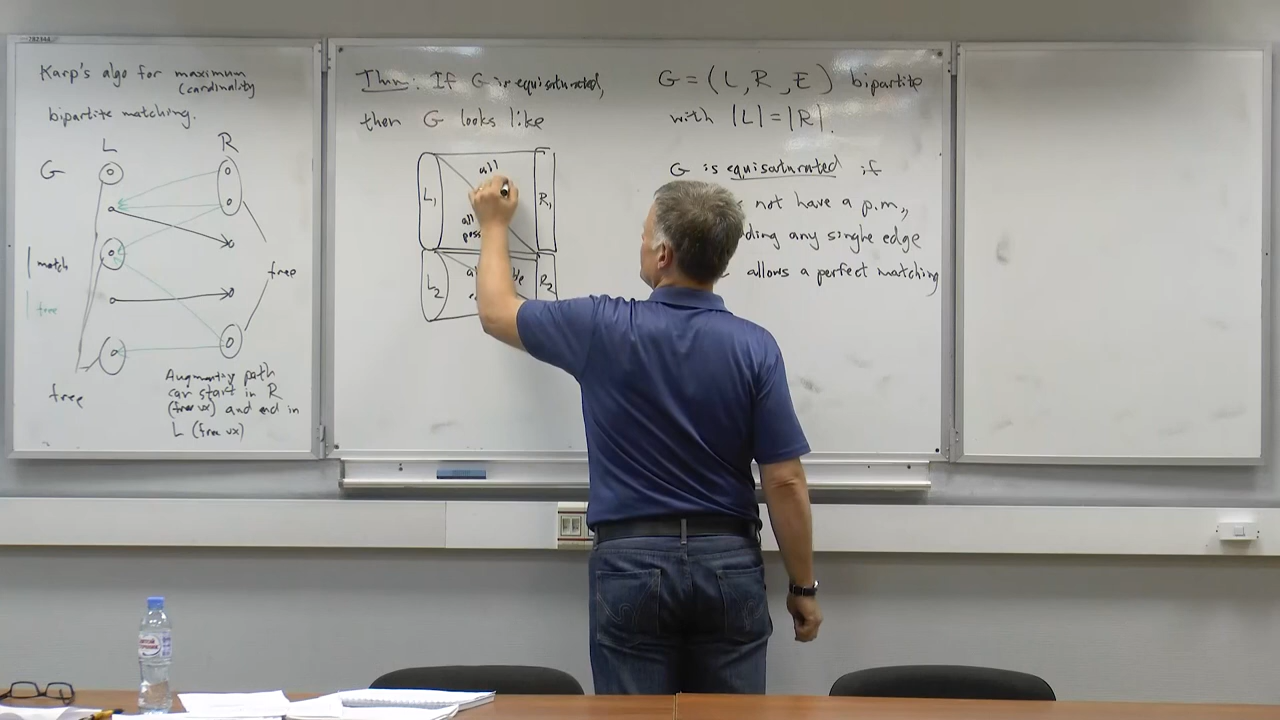 Karp's algo for maximum
(cardinality
bipartite matching.
L R
G
match
free
free
free
Augmenting path
can start in R
(free vx) and end in
L (free vx)
Thm: If G is equisaturated,
then G looks like
all
L1 R1
all
poss
L2 R2
G = (L, R, E) bipartite
with |L| = |R|.
G is equisaturated if
not have a p.m.,
ding any single edge
allows a perfect matching